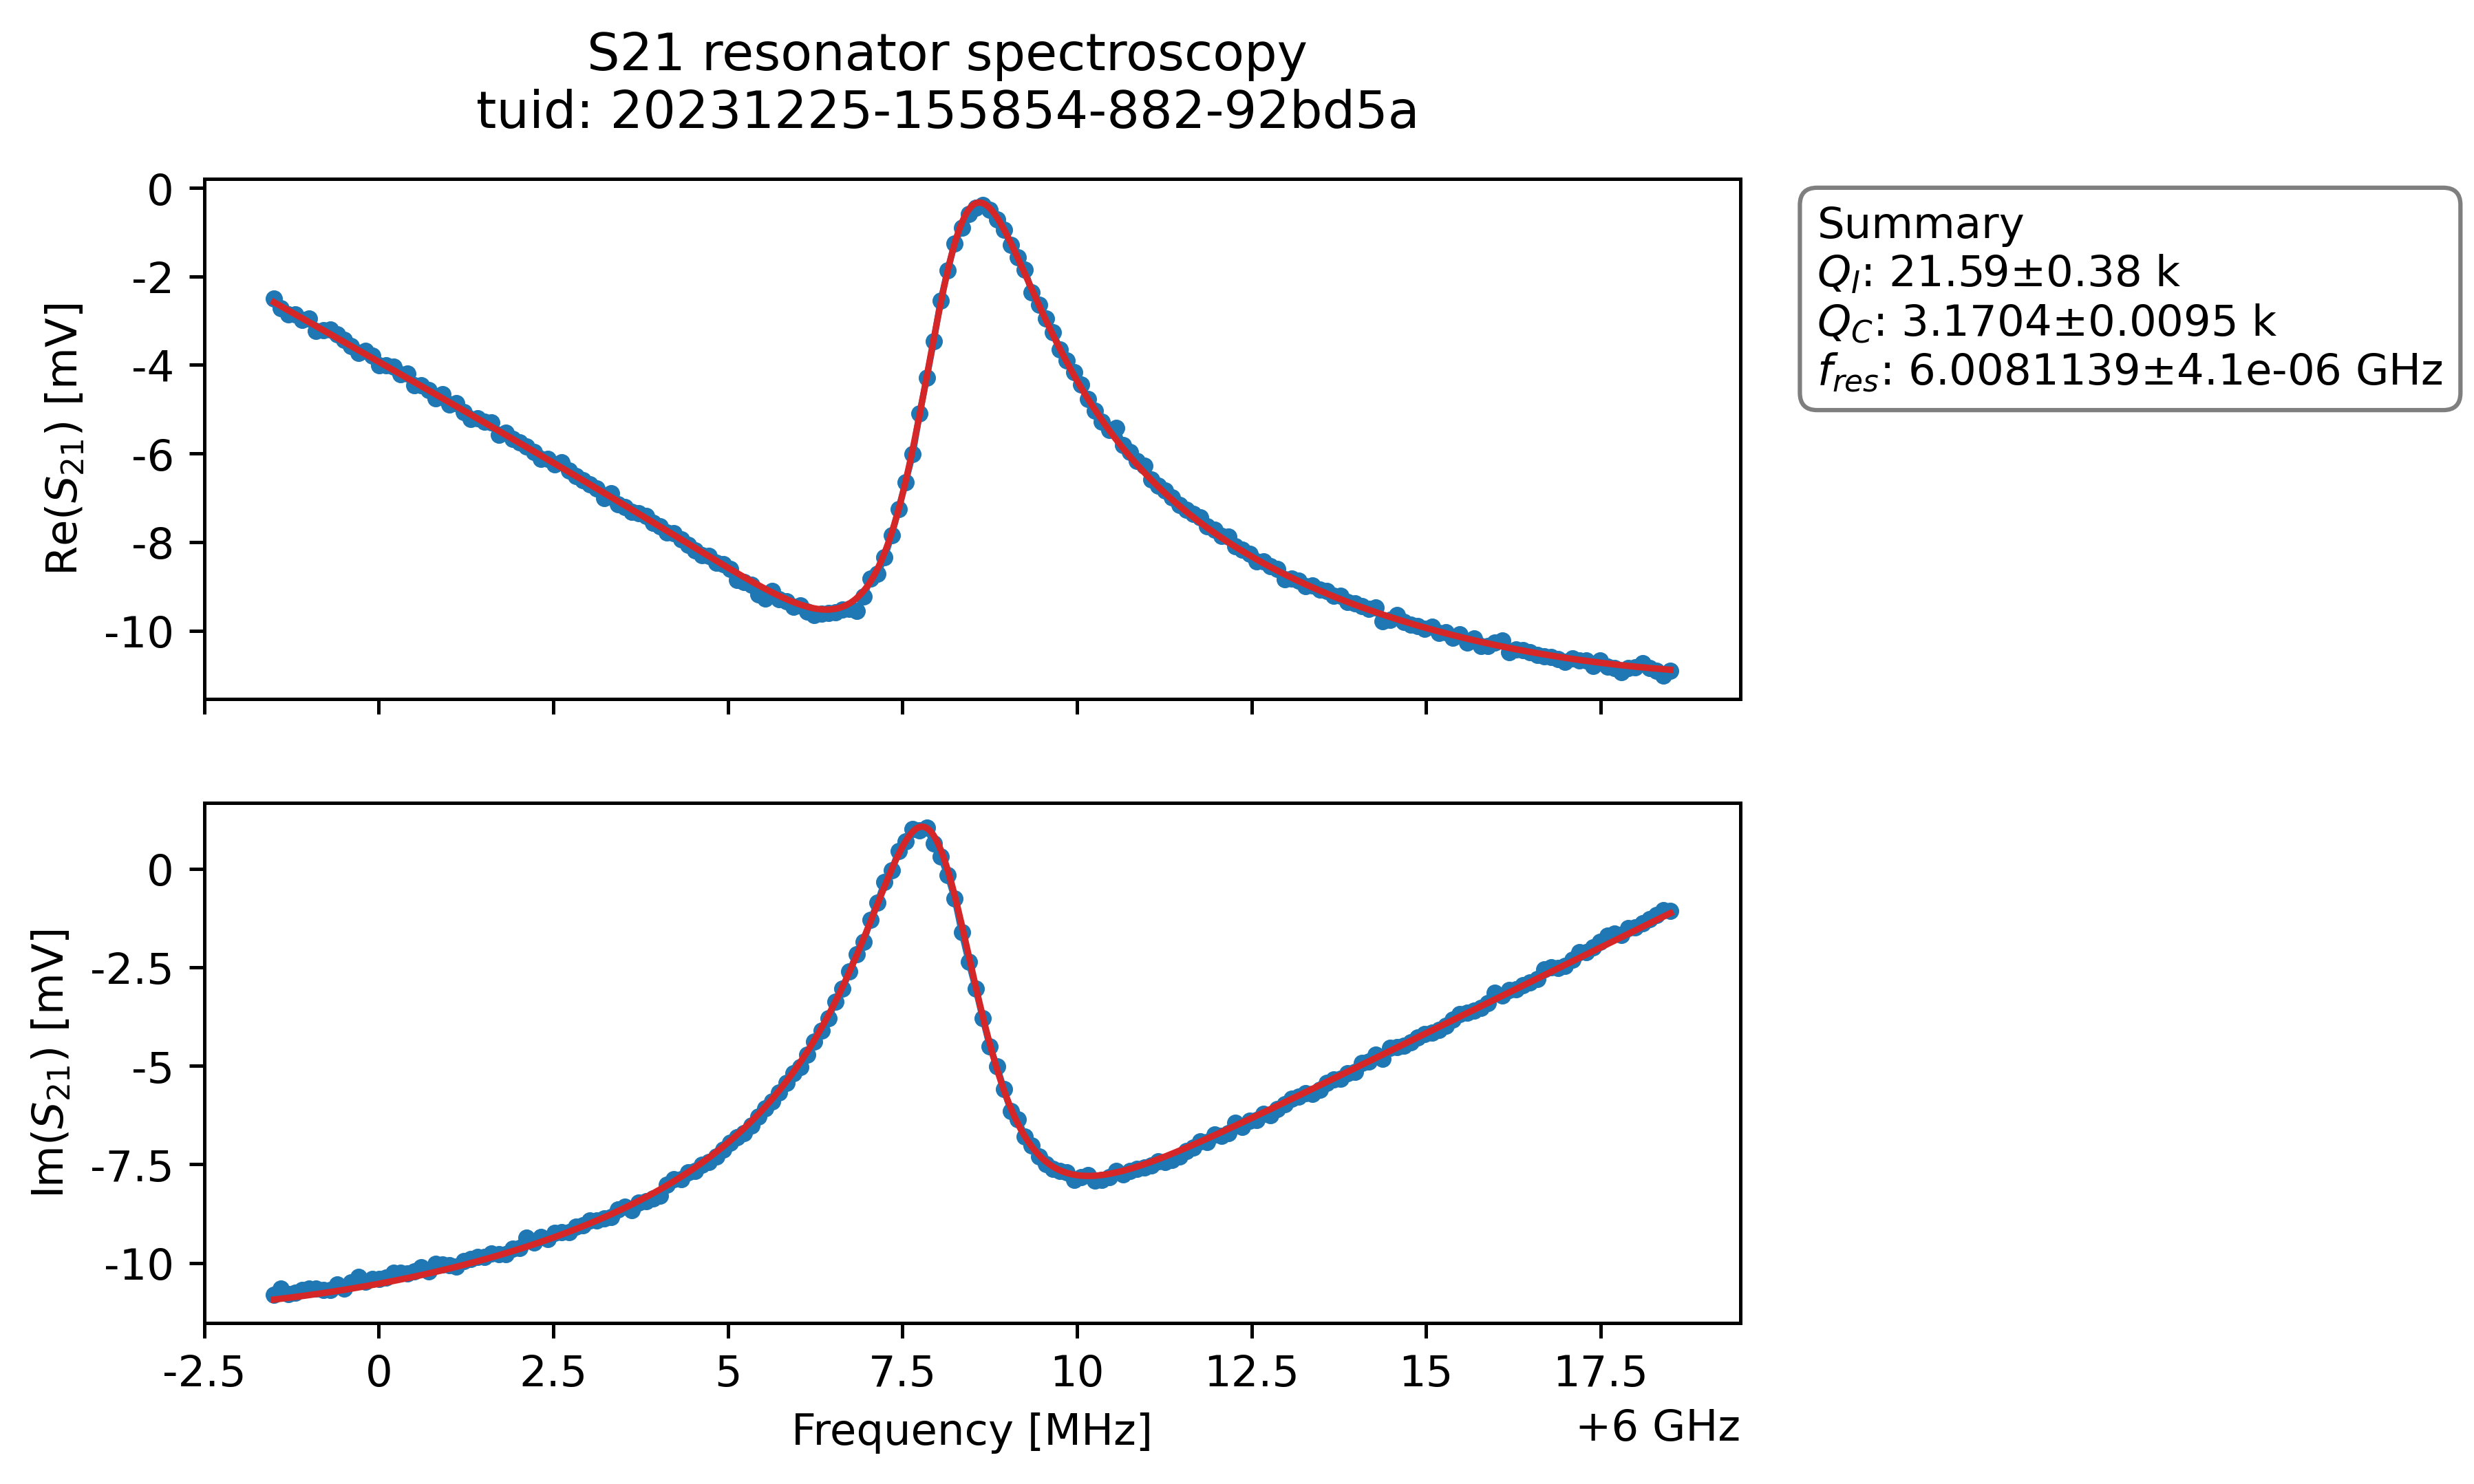 S21 resonator spectroscopy
tuid: 20231225-155854-882-92bd5a
0
-2
-4
-6
-8
-10
Re(S21) [mV]
Summary
QI: 21.59±0.38 k
QC: 3.1704±0.0095 k
fres: 6.0081139±4.1e-06 GHz
0
-2.5
-5
-7.5
-10
Im(S21) [mV]
-2.5 0 2.5 5 7.5 10 12.5 15 17.5
Frequency [MHz]
+6 GHz